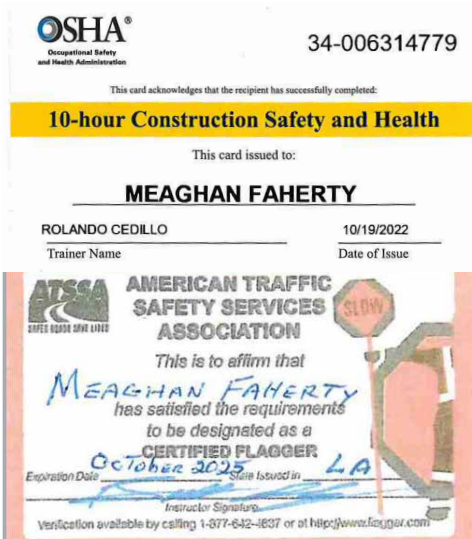 OSHA®
Occupational Safety
and Health Administration
34-006314779
This card acknowledges that the recipient has successfully completed:
10-hour Construction Safety and Health
This card issued to:
MEAGHAN FAHERTY
ROLANDO CEDILLO 10/19/2022
Trainer Name Date of Issue
ATSSA
SAFER ROADS SAVE LIVES
AMERICAN TRAFFIC
SAFETY SERVICES
ASSOCIATION
SLOW
This is to affirm that
MEAGHAN FAHERTY
has satisfied the requirements
to be designated as a
CERTIFIED FLAGGER
Expiration Date October 2025 State Issued in LA
Instructor Signature
Verification available by calling 1-877-642-4637 or at http://www.flagger.com